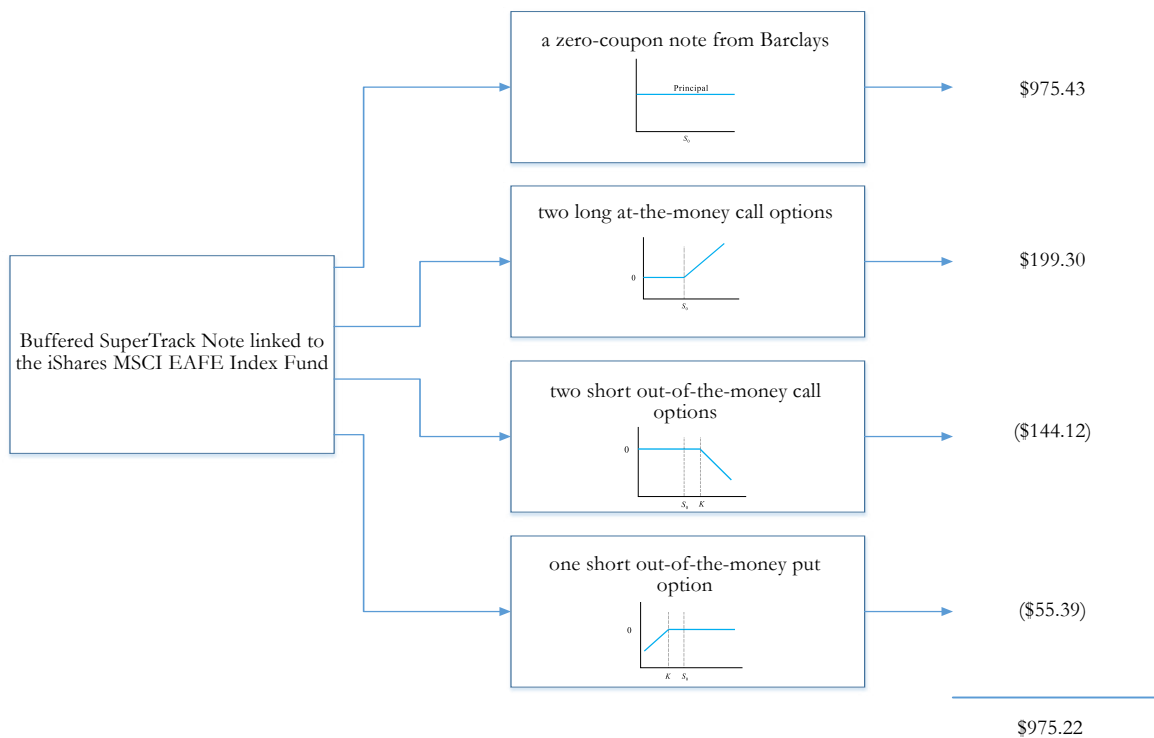 a zero-coupon note from Barclays
Principal
S₀
$975.43
two long at-the-money call options
0
S₀
$199.30
Buffered SuperTrack Note linked to
the iShares MSCI EAFE Index Fund
two short out-of-the-money call
options
0
S₀ K
($144.12)
one short out-of-the-money put
option
0
K S₀
($55.39)
$975.22